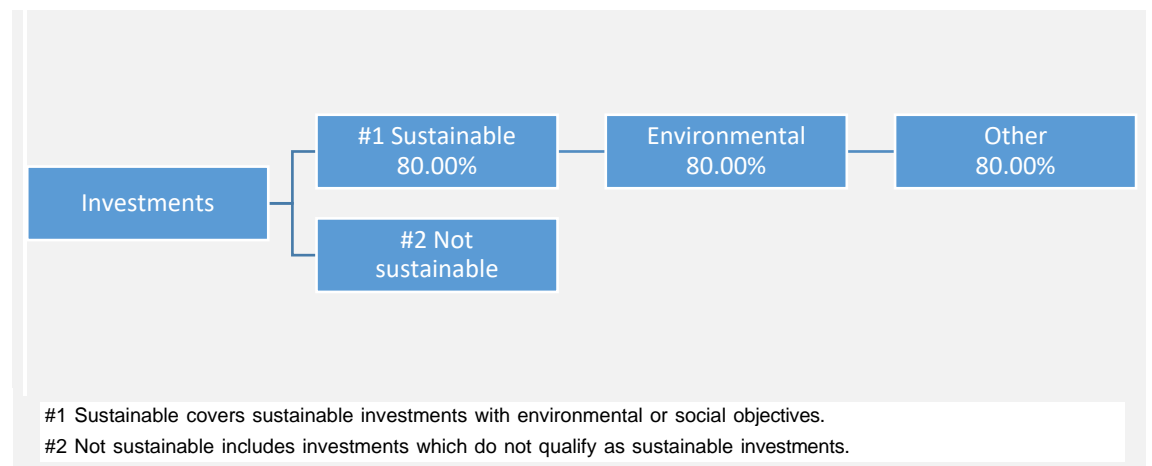 #1 Sustainable
80.00%
Environmental
80.00%
Other
80.00%
Investments
#2 Not
sustainable
#1 Sustainable covers sustainable investments with environmental or social objectives.
#2 Not sustainable includes investments which do not qualify as sustainable investments.